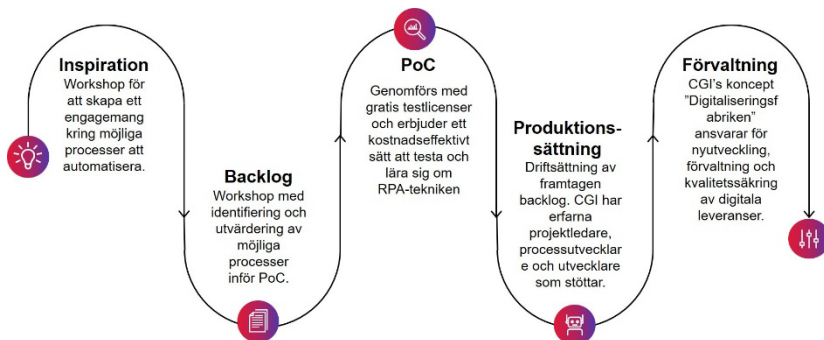 Inspiration
Workshop för
att skapa ett
engagemang
kring möjliga
processer att
automatisera.
Backlog
Workshop med
identifiering och
utvärdering av
möjliga
processer
inför PoC.
PoC
Genomförs med
gratis testlicenser
och erbjuder ett
kostnadseffektivt
sätt att testa och
lära sig om
RPA-tekniken
Produktions-
sättning
Driftsättning av
framtagen
backlog. CGI har
erfarna
projektledare,
processutvecklar
e och utvecklare
som stöttar.
Förvaltning
CGI's koncept
"Digitaliseringsf
abriken"
ansvarar för
nyutveckling,
förvaltning och
kvalitetssäkring
av digitala
leveranser.